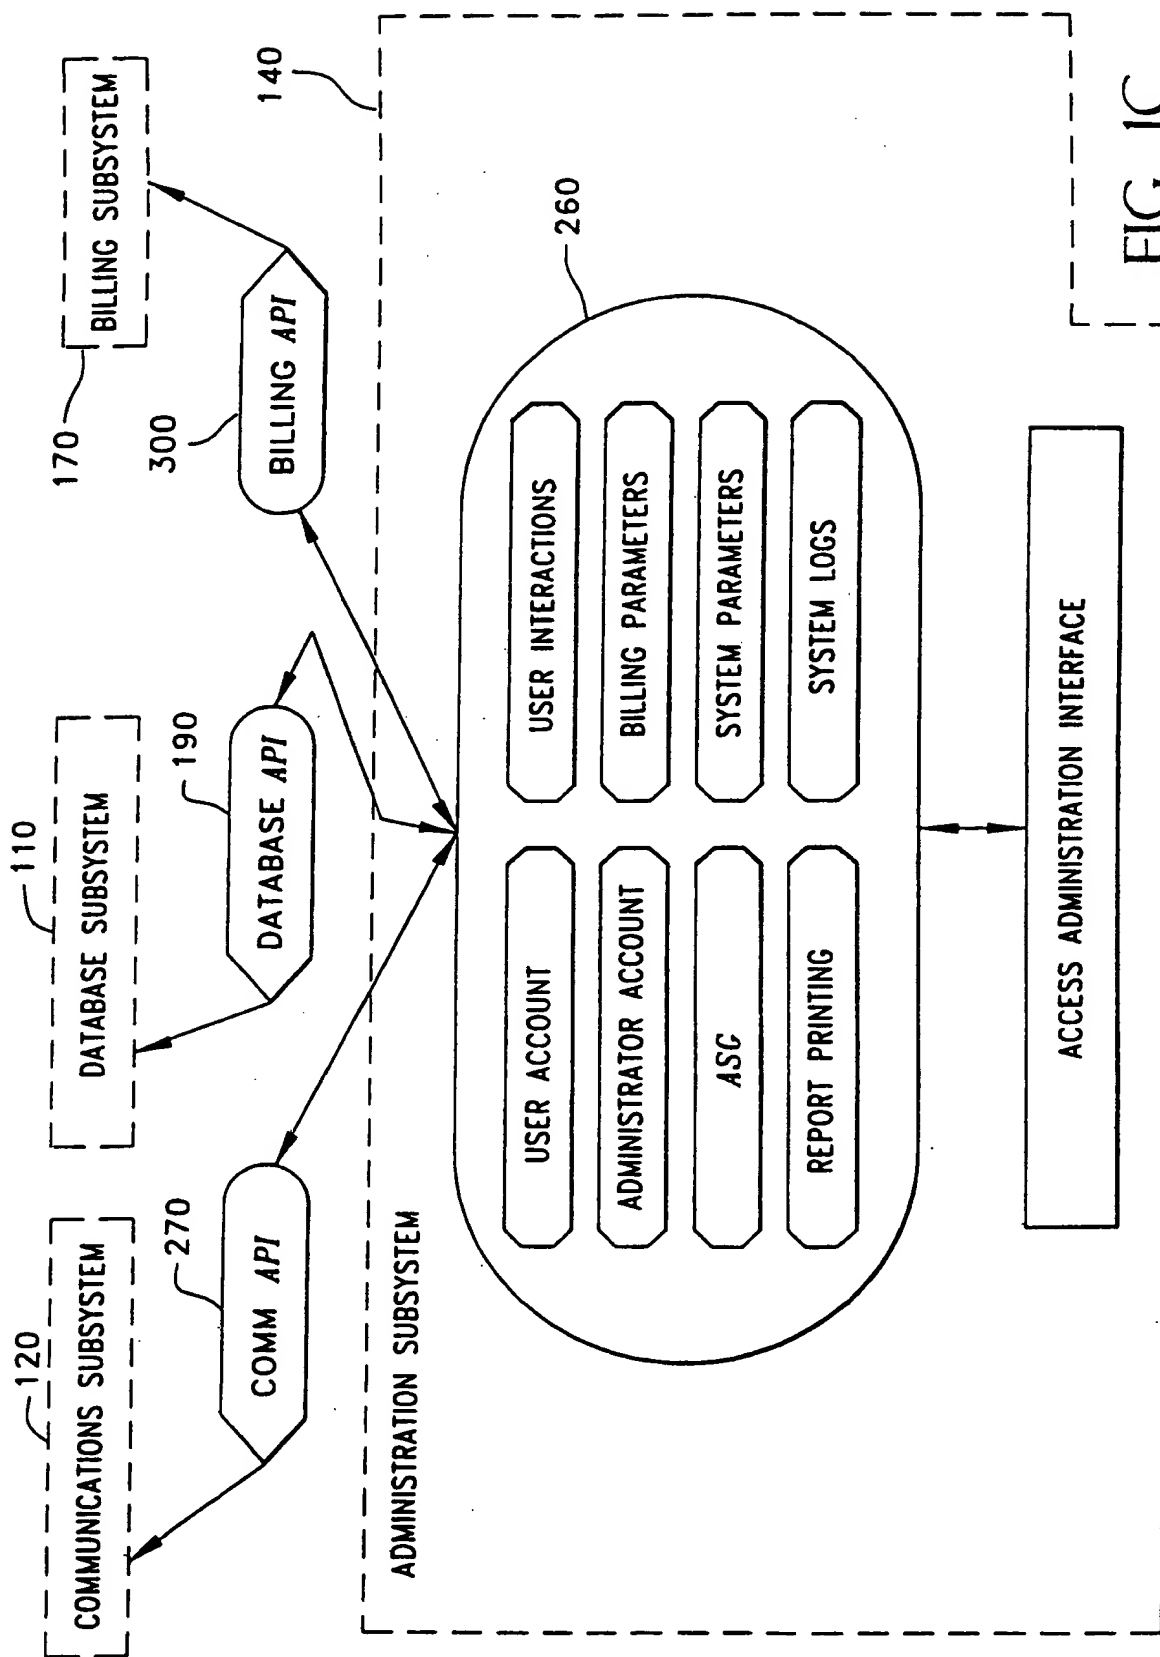 120
COMMUNICATIONS SUBSYSTEM
110
DATABASE SUBSYSTEM
170
BILLING SUBSYSTEM
270
COMM API
190
DATABASE API
300
BILLING API
140
ADMINISTRATION SUBSYSTEM
260
USER ACCOUNT
USER INTERACTIONS
ADMINISTRATOR ACCOUNT
BILLING PARAMETERS
ASG
SYSTEM PARAMETERS
REPORT PRINTING
SYSTEM LOGS
ACCESS ADMINISTRATION INTERFACE
FIG. 1C